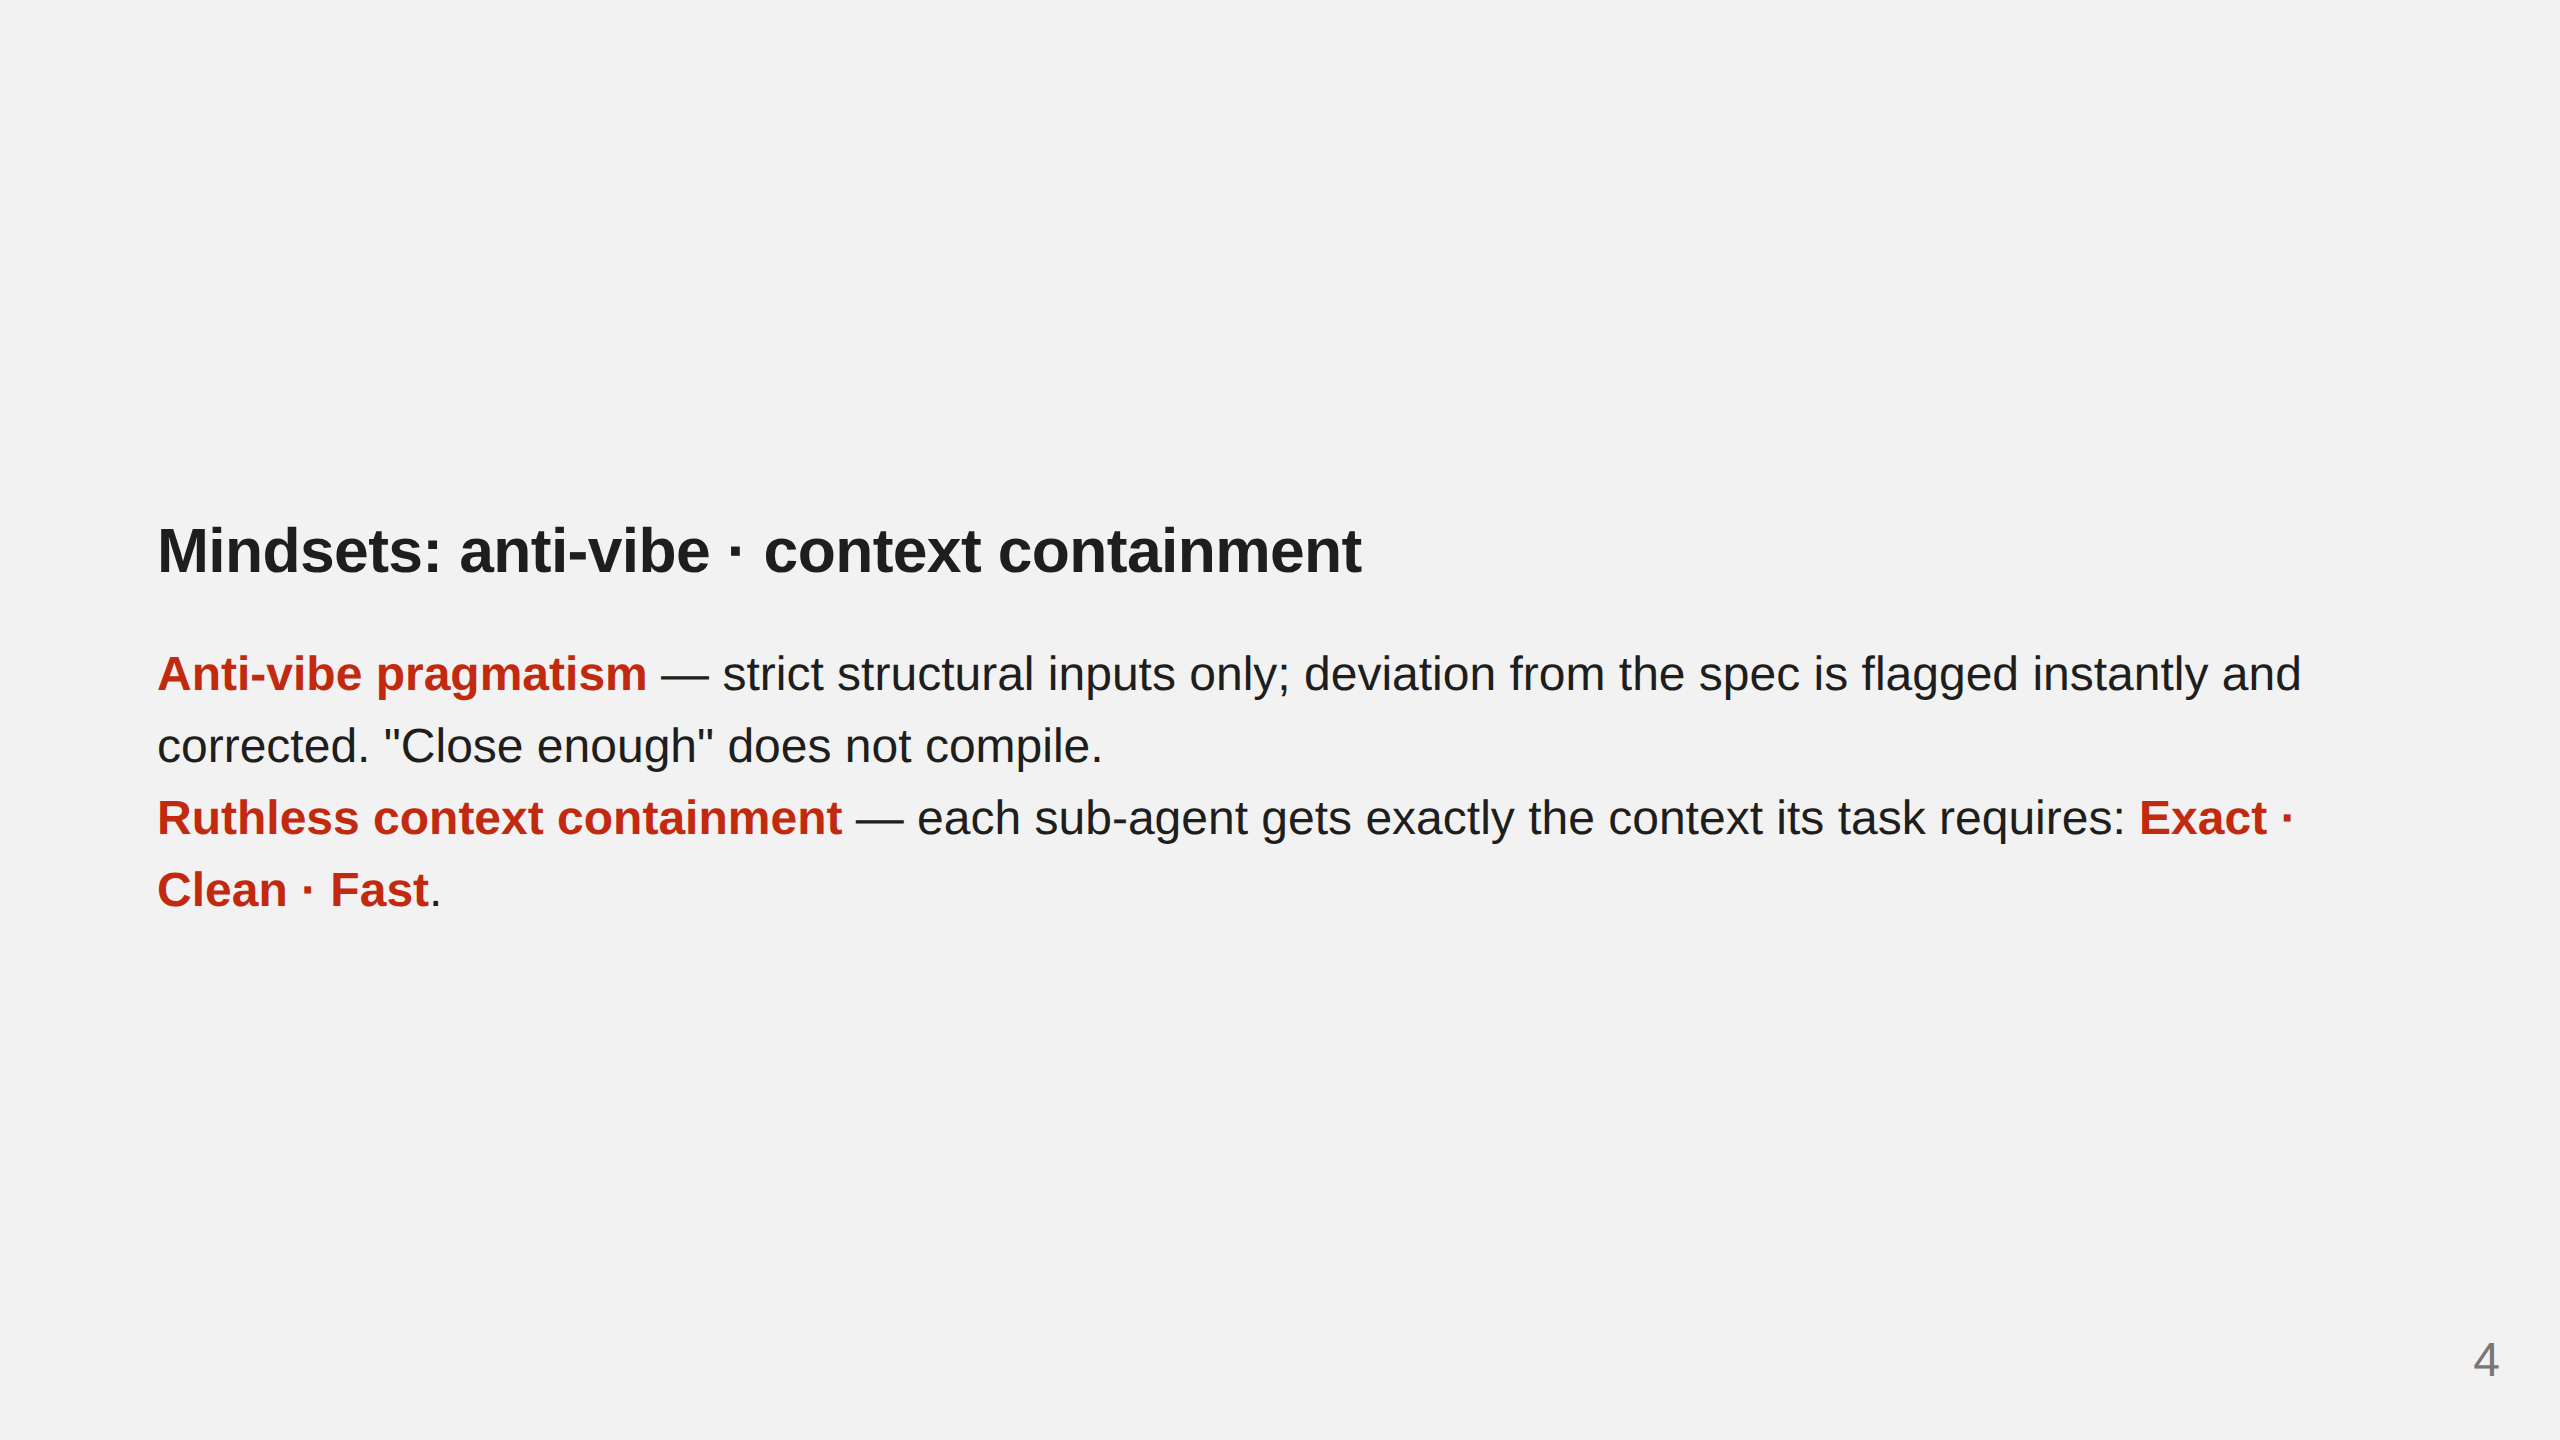 Mindsets: anti-vibe · context containment
Anti-vibe pragmatism — strict structural inputs only; deviation from the spec is flagged instantly and
corrected. "Close enough" does not compile.
Ruthless context containment — each sub-agent gets exactly the context its task requires: Exact ·
Clean · Fast.
4